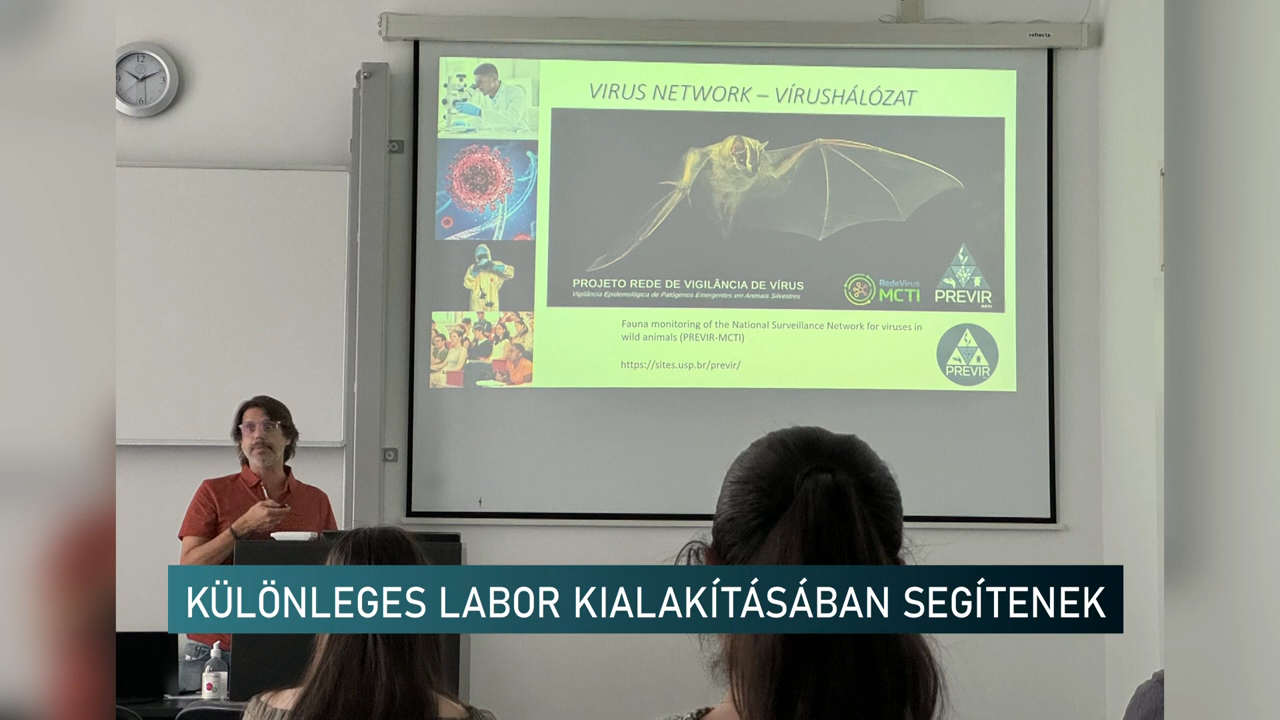 VIRUS NETWORK – VÍRUSHÁLÓZAT
PROJETO REDE DE VIGILÂNCIA DE VÍRUS
Vigilância Epidemológica de Patógenos Emergentes em Animais Silvestres
RedeVírus
MCTI
PREVIR
MCTI
Fauna monitoring of the National Surveillance Network for viruses in
wild animals (PREVIR-MCTI)
https://sites.usp.br/previr/
PREVIR
KÜLÖNLEGES LABOR KIALAKÍTÁSÁBAN SEGÍTENEK